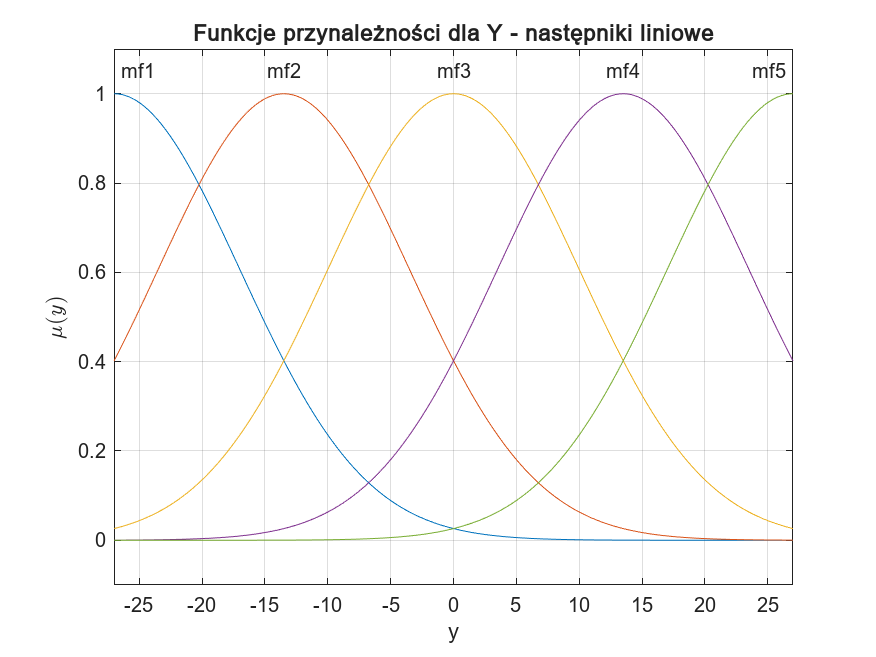 Funkcje przynależności dla Y - następniki liniowe
mf1 mf2 mf3 mf4 mf5
1
0.8
0.6
0.4
0.2
0
μ(y)
-25 -20 -15 -10 -5 0 5 10 15 20 25
y